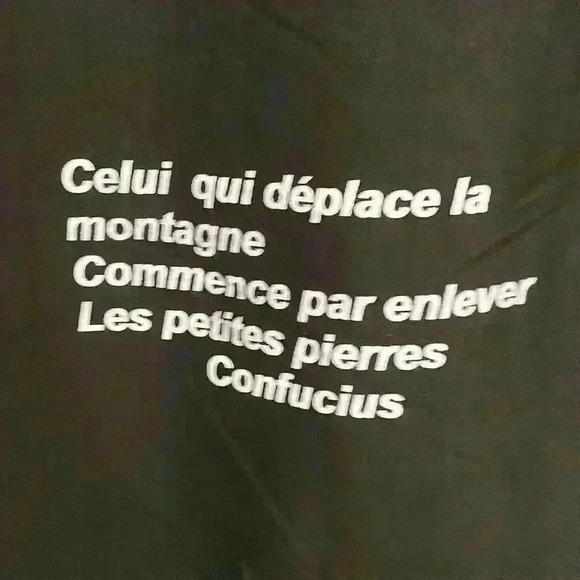 Celui qui déplace la
montagne
Commence par enlever
Les petites pierres
Confucius